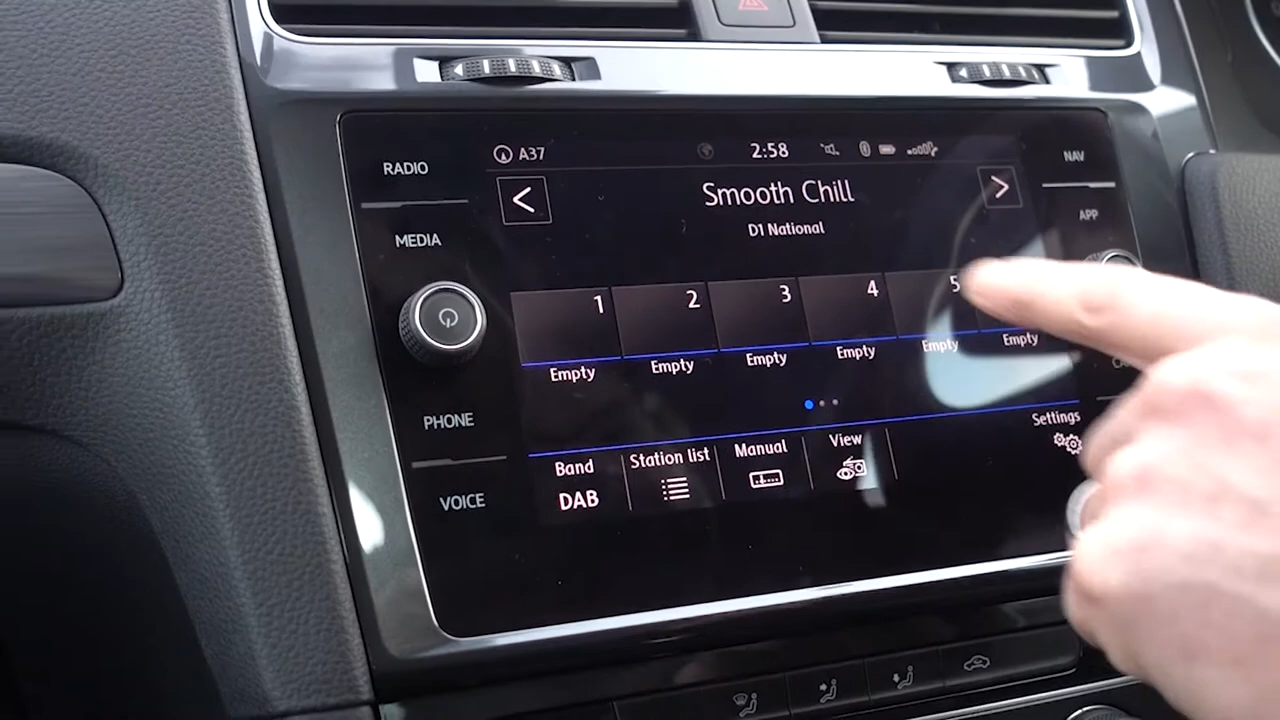 RADIO
MEDIA
PHONE
VOICE
A37
2:58
<
Smooth Chill
>
D1 National
1 2 3 4 5
Empty Empty Empty Empty Empty Empty
Band
DAB
Station list
Manual
View
Settings
NAV
APP